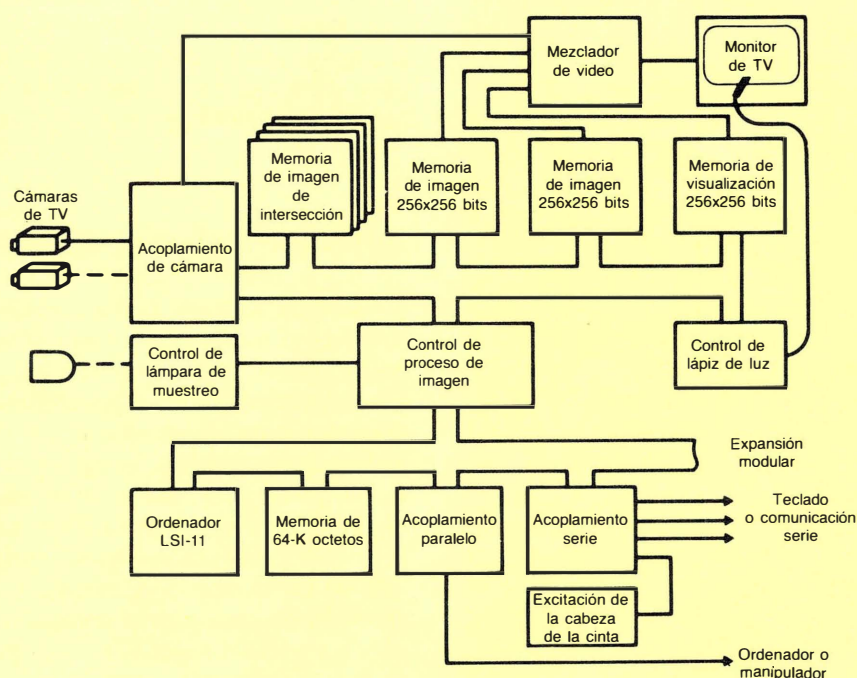 Mezclador
de video
Monitor
de TV
Memoria
de imagen
de
intersección
Memoria
de imagen
256x256 bits
Memoria
de imagen
256x256 bits
Memoria de
visualización
256x256 bits
Cámaras
de TV
Acoplamiento
de cámara
Control de
lámpara de
muestreo
Control de
proceso de
imagen
Control de
lápiz de luz
Expansión
modular
Ordenador
LSI-11
Memoria de
64-K octetos
Acoplamiento
paralelo
Acoplamiento
serie
Teclado
o comunicación
serie
Excitación de
la cabeza
de la cinta
Ordenador o
manipulador